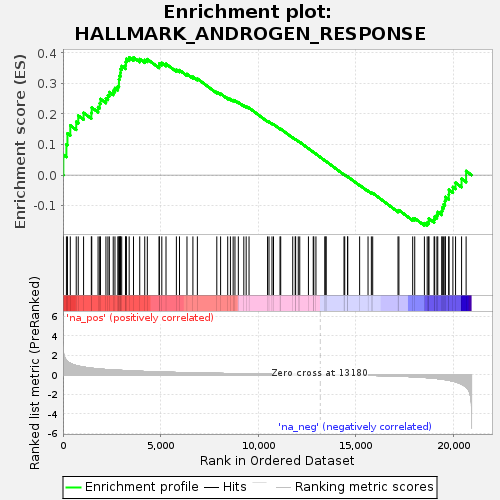 Enrichment plot:
HALLMARK_ANDROGEN_RESPONSE
Enrichment score (ES)
0.4
0.3
0.2
0.1
0.0
-0.1
'na_pos' (positively correlated)
Ranked list metric (PreRanked)
6
4
2
0
-2
-4
-6
Zero cross at 13180
'na_neg' (negatively correlated)
0
5,000
10,000
15,000
20,000
Rank in Ordered Dataset
Enrichment profile
Hits
Ranking metric scores